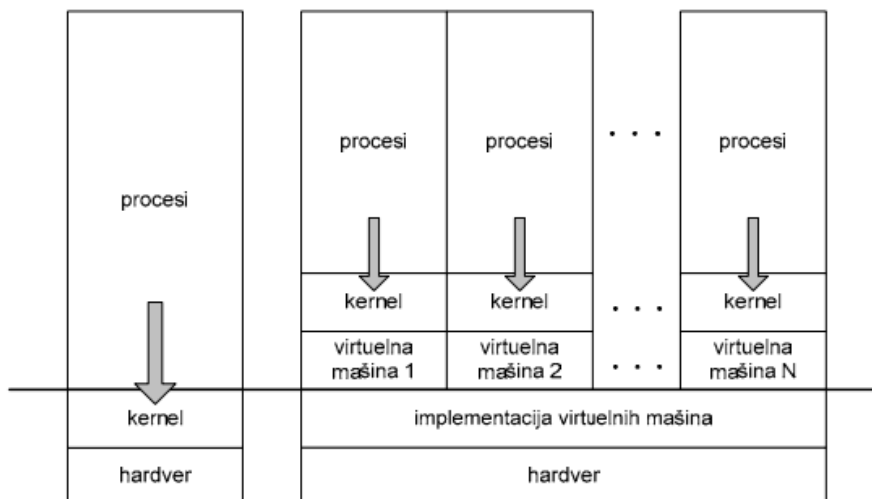 procesi
kernel
hardver
procesi
procesi
. . .
procesi
kernel
kernel
. . .
kernel
virtuelna
mašina 1
virtuelna
mašina 2
. . .
virtuelna
mašina N
implementacija virtuelnih mašina
hardver